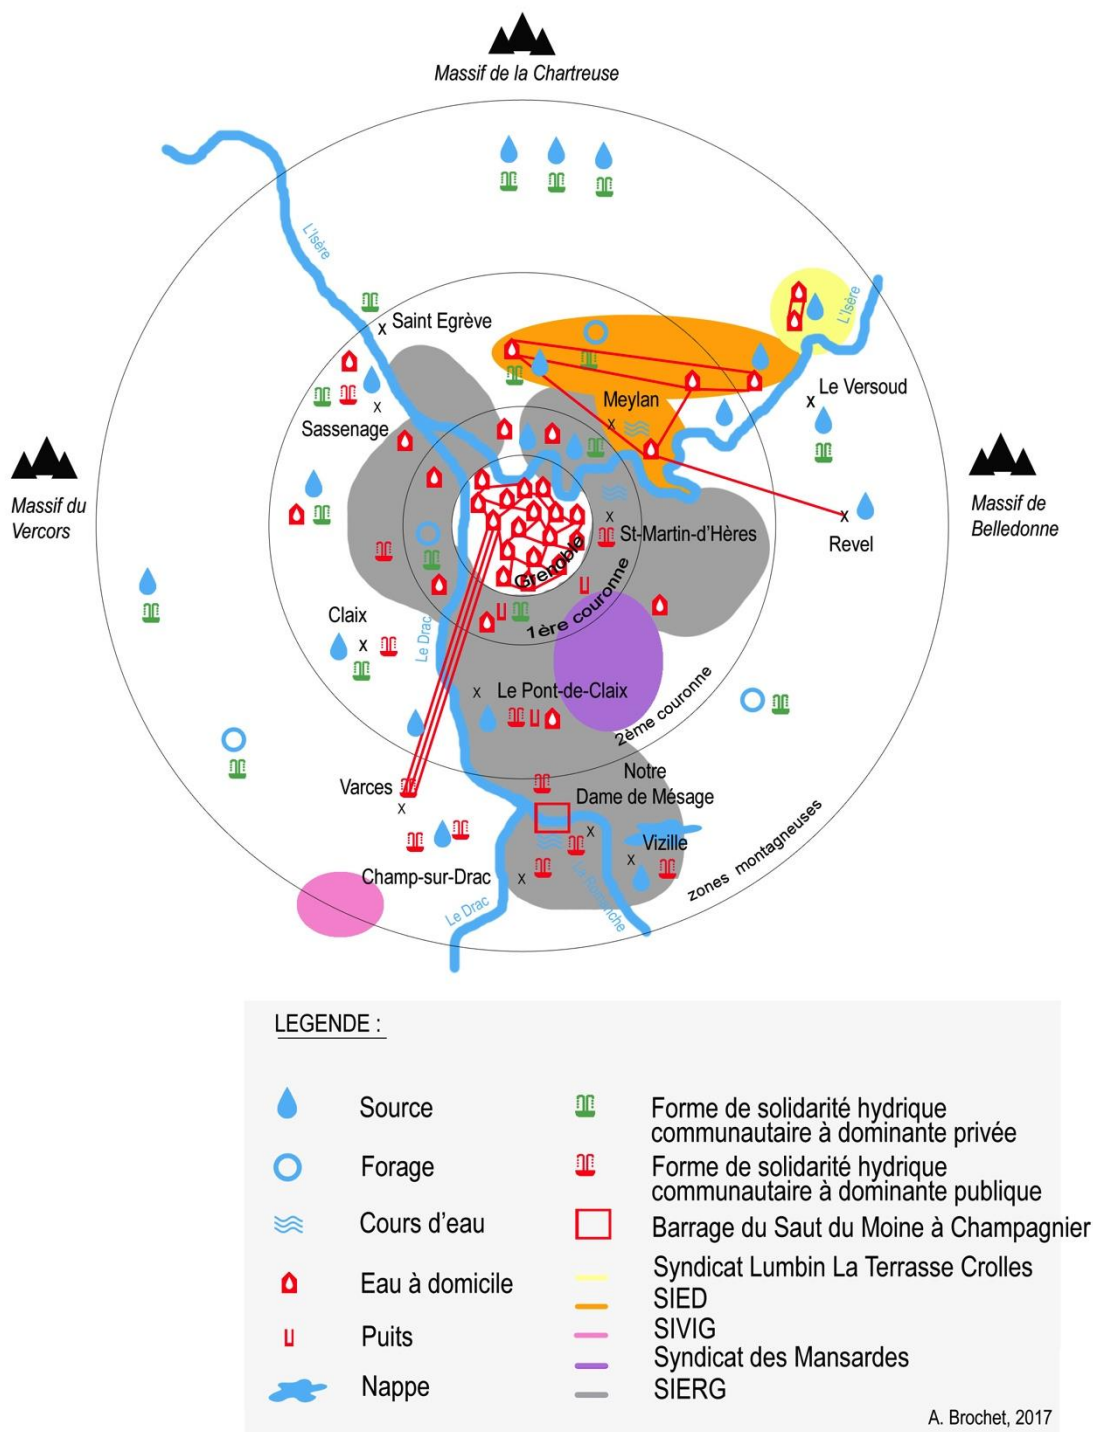 Massif de la Chartreuse
L'Isère
L'Isère
Saint Egrève
Le Versoud
Meylan
Sassenage
Massif du
Vercors
Massif de
Belledonne
St-Martin-d'Hères
Revel
Grenoble
1ère couronne
Claix
Le Drac
Le Pont-de-Claix
2ème couronne
Notre
Dame de Mésage
Varces
Vizille
zones montagneuses
Champ-sur-Drac
Le Drac
La Romanche
LEGENDE :
Source
Forme de solidarité hydrique
communautaire à dominante privée
Forage
Forme de solidarité hydrique
communautaire à dominante publique
Cours d'eau
Barrage du Saut du Moine à Champagnier
Eau à domicile
Syndicat Lumbin La Terrasse Crolles
SIED
Puits
SIVIG
Syndicat des Mansardes
Nappe
SIERG
A. Brochet, 2017